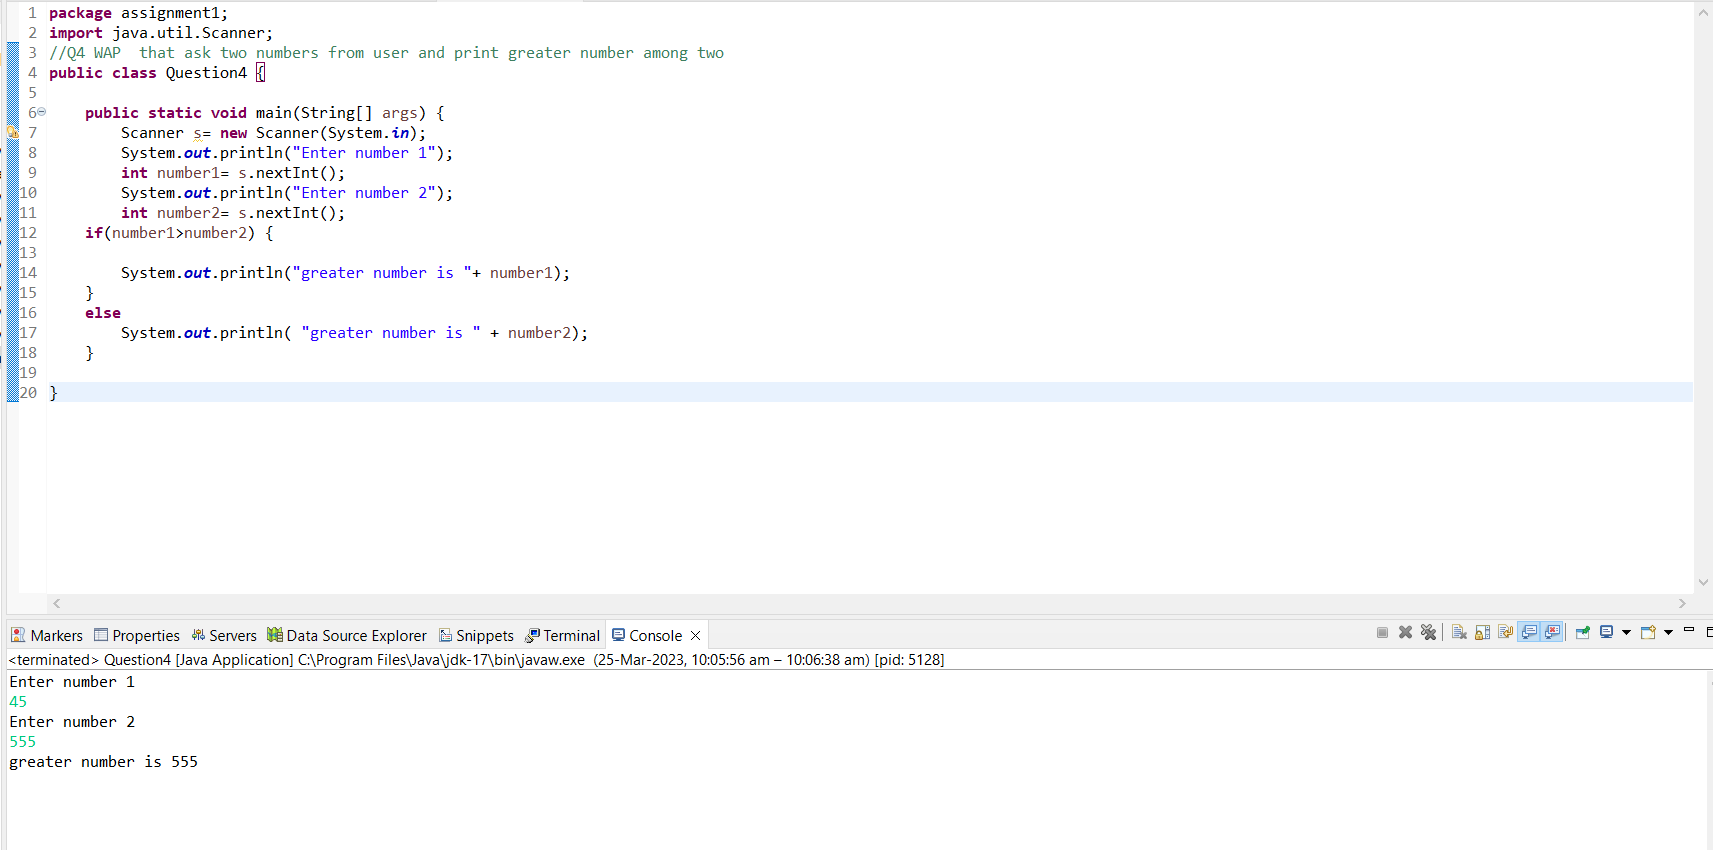 1 package assignment1;
2 import java.util.Scanner;
3 //Q4 WAP  that ask two numbers from user and print greater number among two
4 public class Question4 {
5
6     public static void main(String[] args) {
7         Scanner s= new Scanner(System.in);
8         System.out.println("Enter number 1");
9         int number1= s.nextInt();
10         System.out.println("Enter number 2");
11         int number2= s.nextInt();
12     if(number1>number2) {
13
14         System.out.println("greater number is "+ number1);
15     }
16     else
17         System.out.println( "greater number is " + number2);
18     }
19
20 }
Markers Properties Servers Data Source Explorer Snippets Terminal Console
<terminated> Question4 [Java Application] C:\Program Files\Java\jdk-17\bin\javaw.exe (25-Mar-2023, 10:05:56 am – 10:06:38 am) [pid: 5128]
Enter number 1
45
Enter number 2
555
greater number is 555